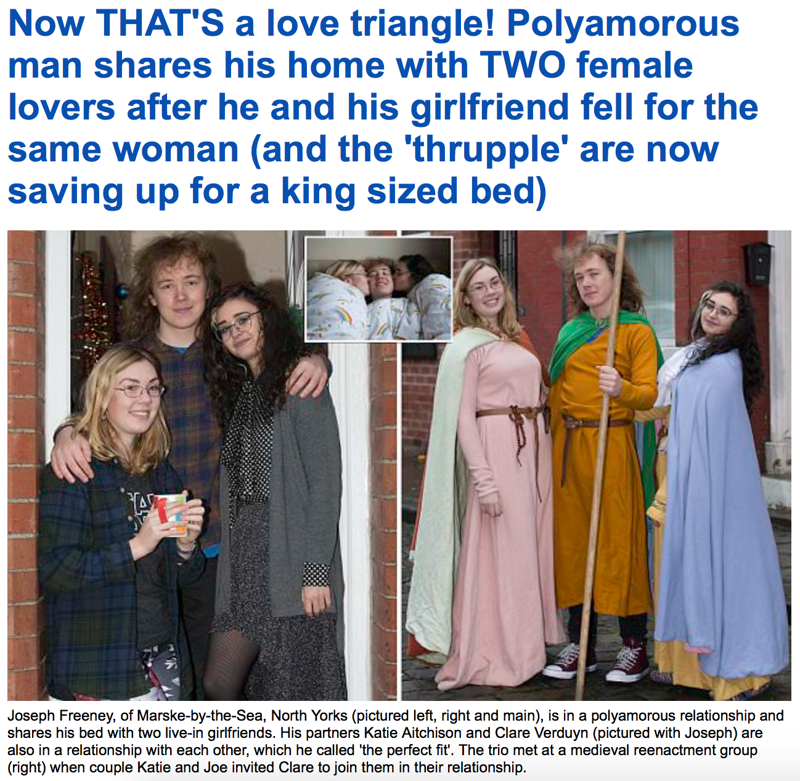 Now THAT'S a love triangle! Polyamorous
man shares his home with TWO female
lovers after he and his girlfriend fell for the
same woman (and the 'thrupple' are now
saving up for a king sized bed)
Joseph Freeney, of Marske-by-the-Sea, North Yorks (pictured left, right and main), is in a polyamorous relationship and
shares his bed with two live-in girlfriends. His partners Katie Aitchison and Clare Verduyn (pictured with Joseph) are
also in a relationship with each other, which he called 'the perfect fit'. The trio met at a medieval reenactment group
(right) when couple Katie and Joe invited Clare to join them in their relationship.